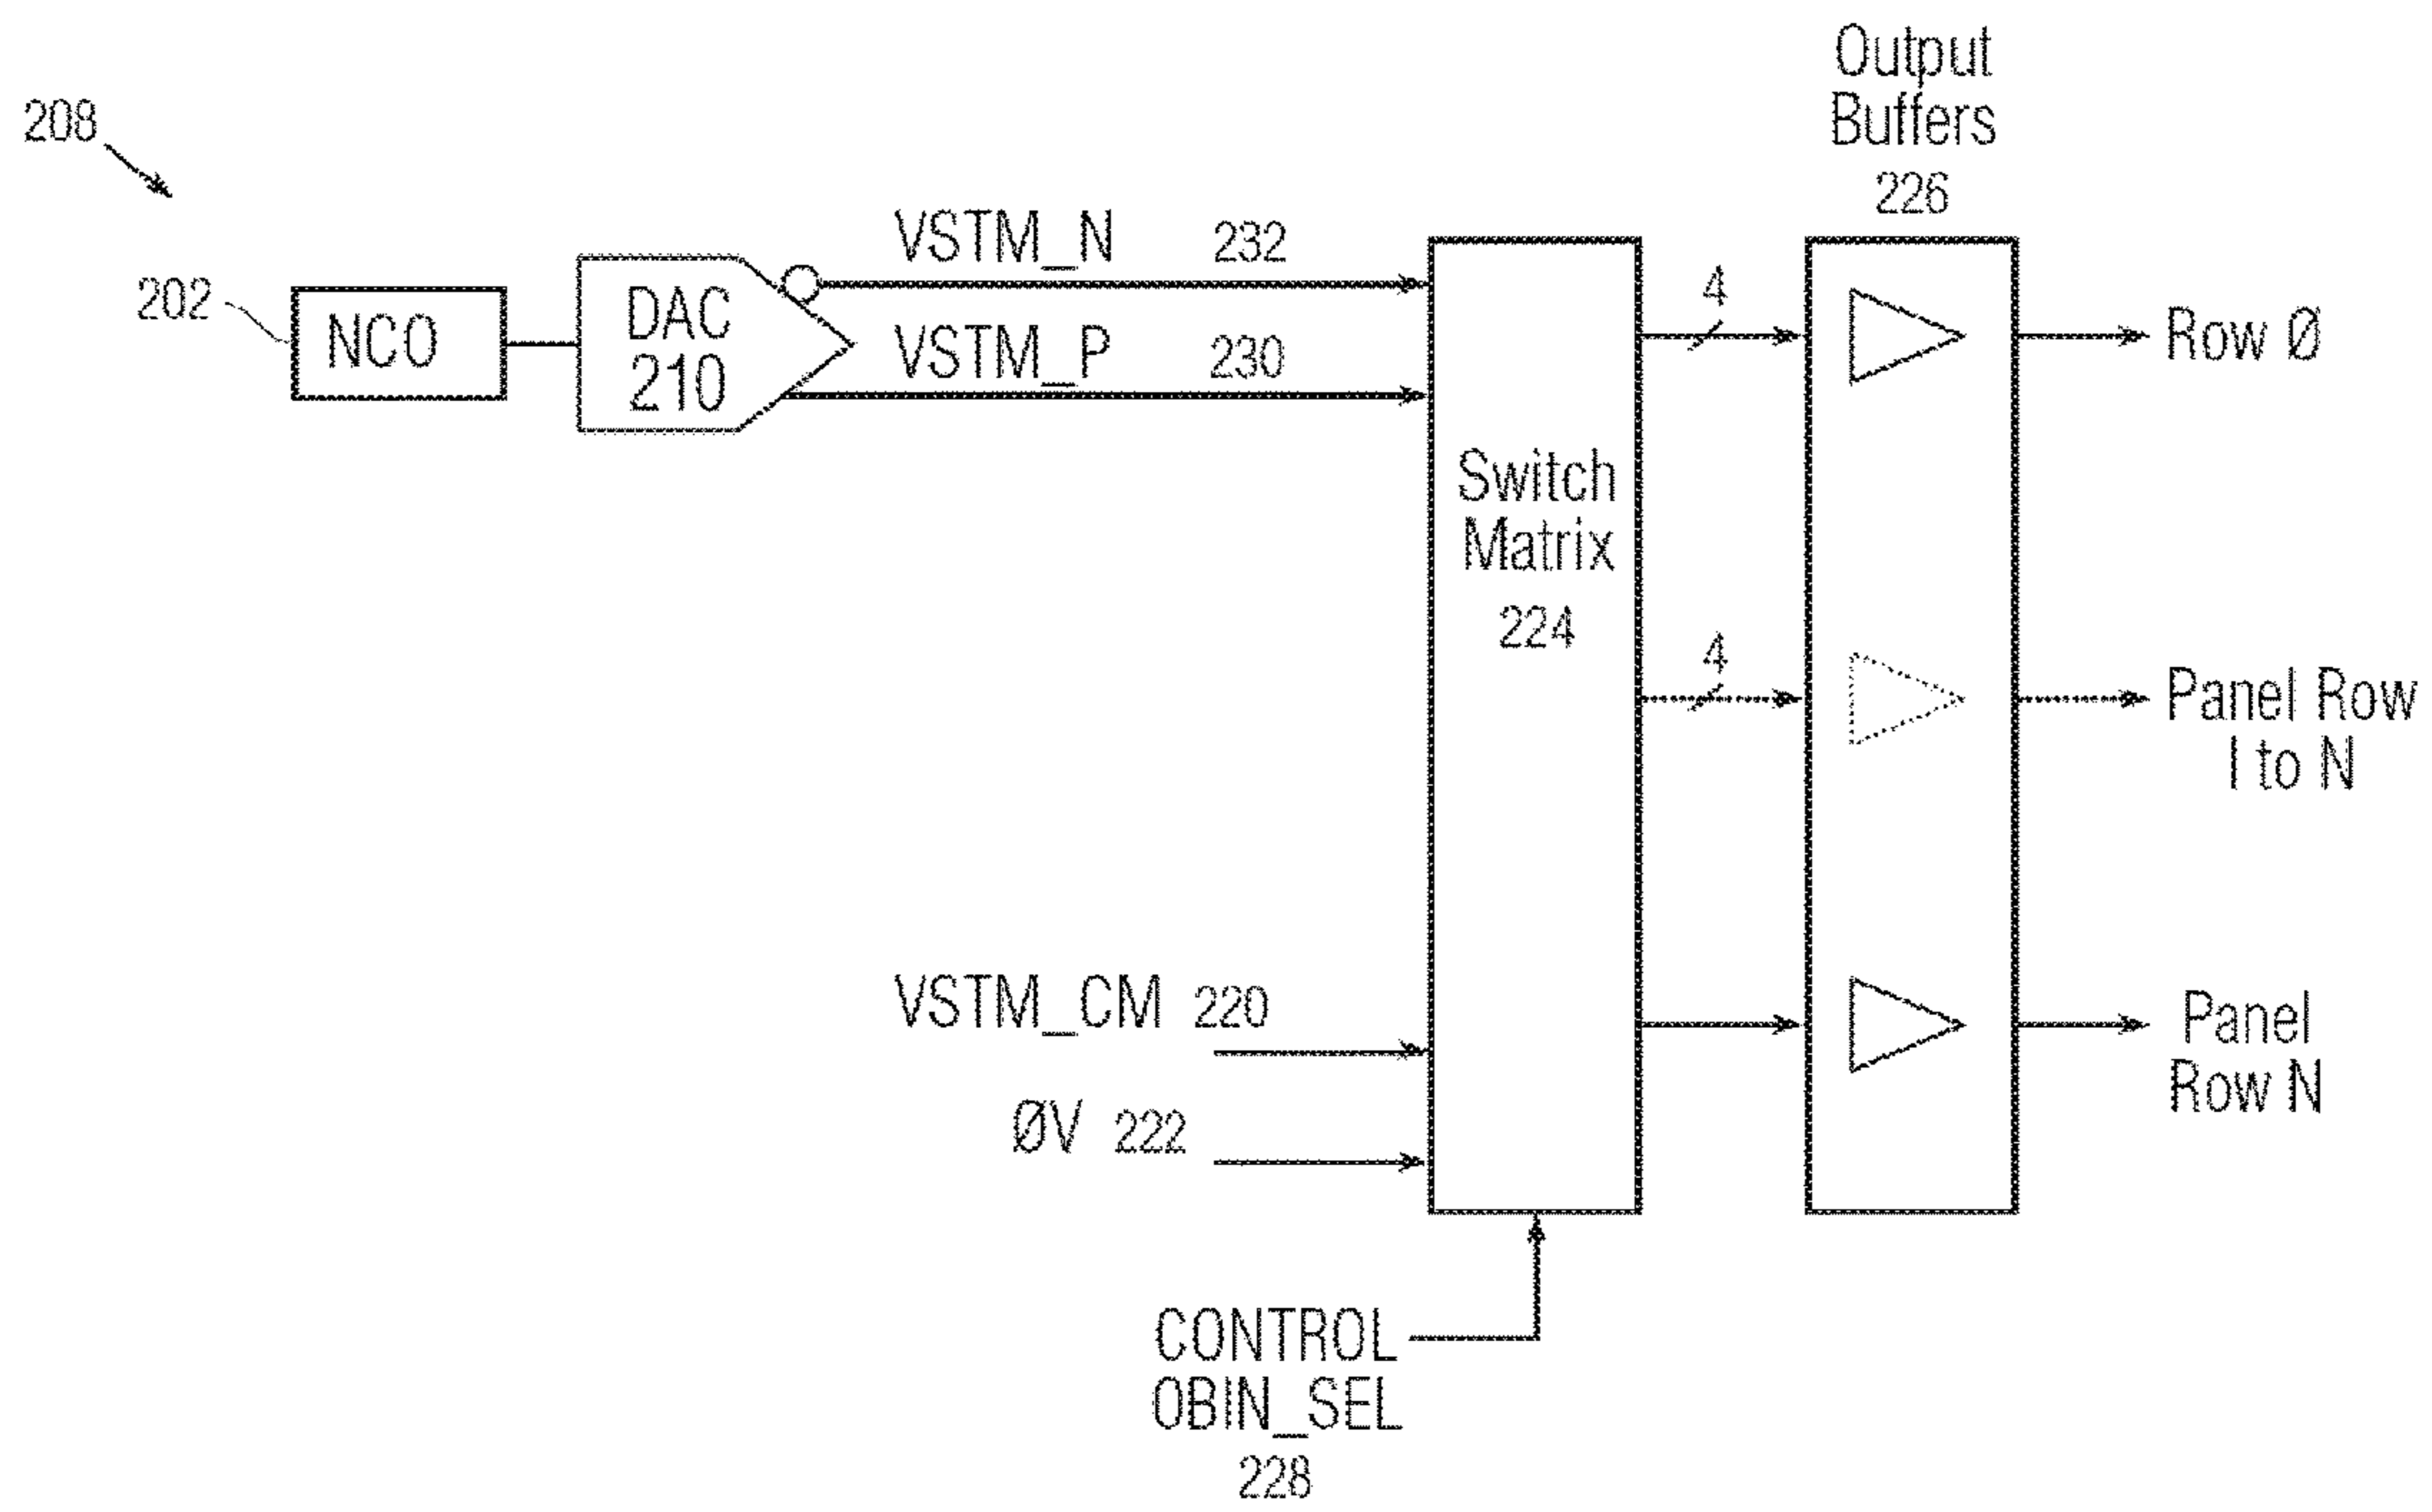 208
202
NCO
DAC
210
VSTM_N 232
VSTM_P 230
Switch
Matrix
224
VSTM_CM 220
ØV 222
CONTROL
OBIN_SEL
228
4
4
Output
Buffers
226
Row Ø
Panel Row
I to N
Panel
Row N